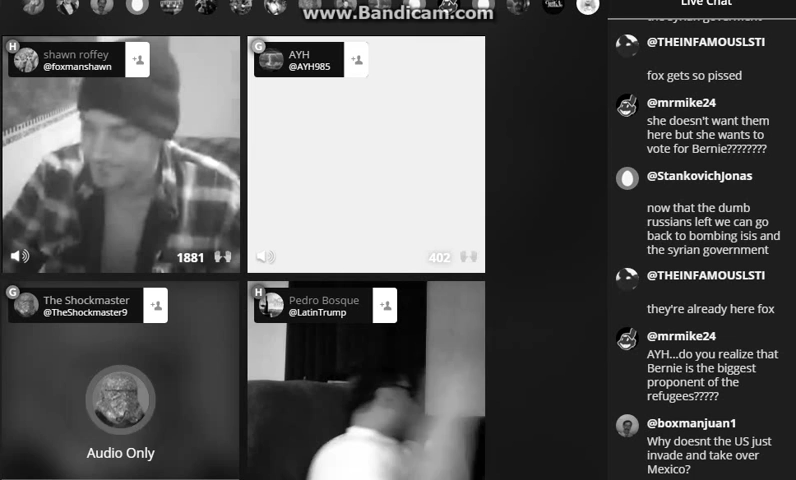 www.Bandicam.com
Live Chat
H
shawn roffey
@foxmanshawn
1881
G
AYH
@AYH985
402
G
The Shockmaster
@TheShockmaster9
Audio Only
H
Pedro Bosque
@LatinTrump
@THEINFAMOUSLSTI
fox gets so pissed
@mrmike24
she doesn't want them
here but she wants to
vote for Bernie????????
@StankovichJonas
now that the dumb
russians left we can go
back to bombing isis and
the syrian government
@THEINFAMOUSLSTI
they're already here fox
@mrmike24
AYH...do you realize that
Bernie is the biggest
proponent of the
refugees?????
@boxmanjuan1
Why doesnt the US just
invade and take over
Mexico?